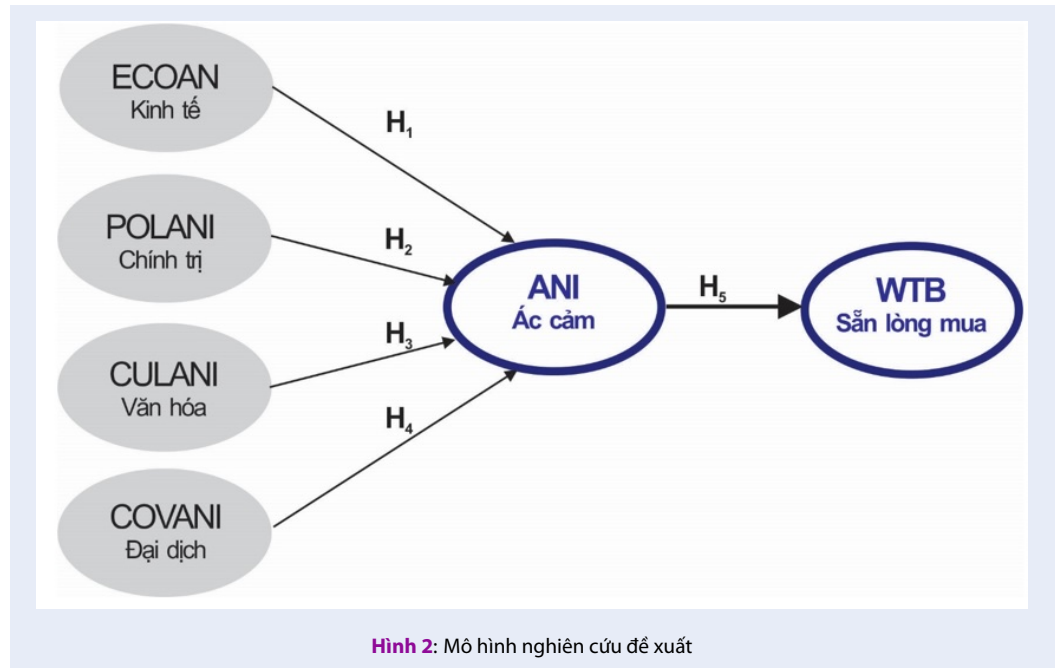 ECOAN
Kinh tế
H₁
POLANI
Chính trị
H₂
ANI
Ác cảm
H₅
WTB
Sẵn lòng mua
CULANI
Văn hóa
H₃
H₄
COVANI
Đại dịch
Hình 2: Mô hình nghiên cứu đề xuất